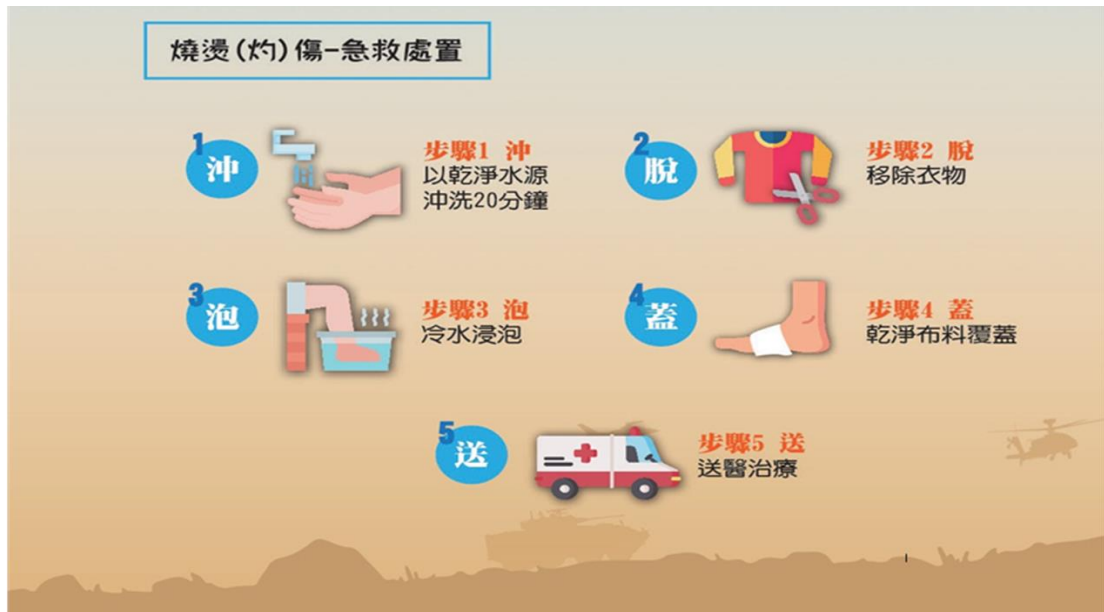 燒燙(灼)傷-急救處置
1
沖
步驟1 沖
以乾淨水源
沖洗20分鐘
2
脫
步驟2 脫
移除衣物
3
泡
步驟3 泡
冷水浸泡
4
蓋
步驟4 蓋
乾淨布料覆蓋
5
送
步驟5 送
送醫治療